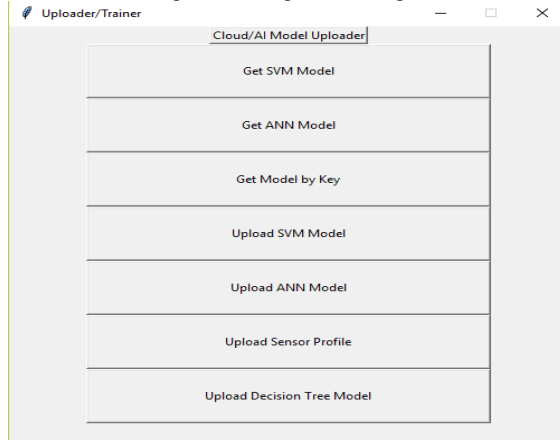 Uploader/Trainer
Cloud/AI Model Uploader
Get SVM Model
Get ANN Model
Get Model by Key
Upload SVM Model
Upload ANN Model
Upload Sensor Profile
Upload Decision Tree Model